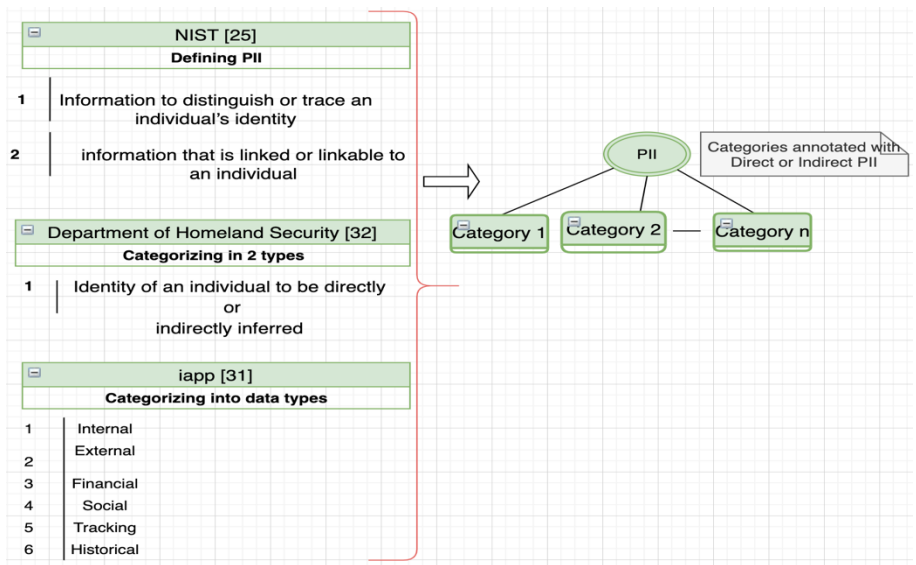 NIST [25]
Defining PII
1
Information to distinguish or trace an
individual's identity
2
information that is linked or linkable to
an individual
Department of Homeland Security [32]
Categorizing in 2 types
1
Identity of an individual to be directly
or
indirectly inferred
iapp [31]
Categorizing into data types
1 Internal
External
2
3 Financial
4 Social
5 Tracking
6 Historical
PII
Categories annotated with
Direct or Indirect PII
Category 1
Category 2
Category n